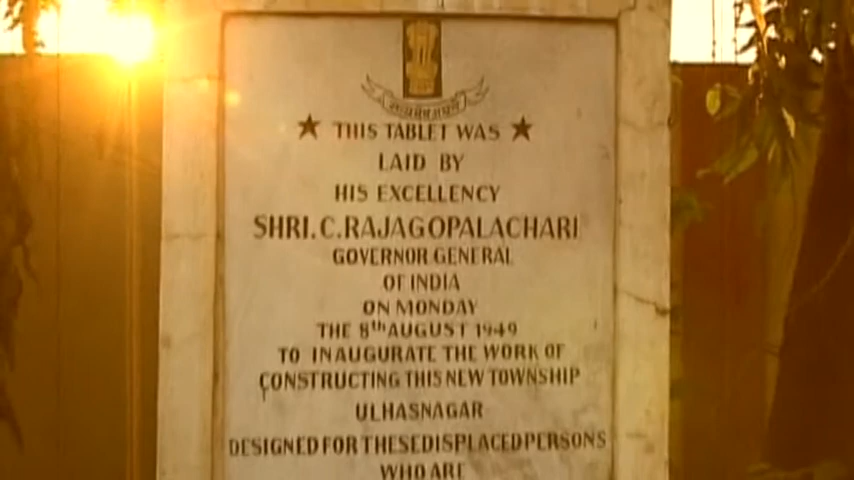 THIS TABLET WAS
LAID BY
HIS EXCELLENCY
SHRI.C.RAJAGOPALACHARI
GOVERNOR GENERAL
OF INDIA
ON MONDAY
THE 8th AUGUST 1949
TO INAUGURATE THE WORK OF
CONSTRUCTING THIS NEW TOWNSHIP
ULHASNAGAR
DESIGNED FOR THESE DISPLACED PERSONS
WHO ARE